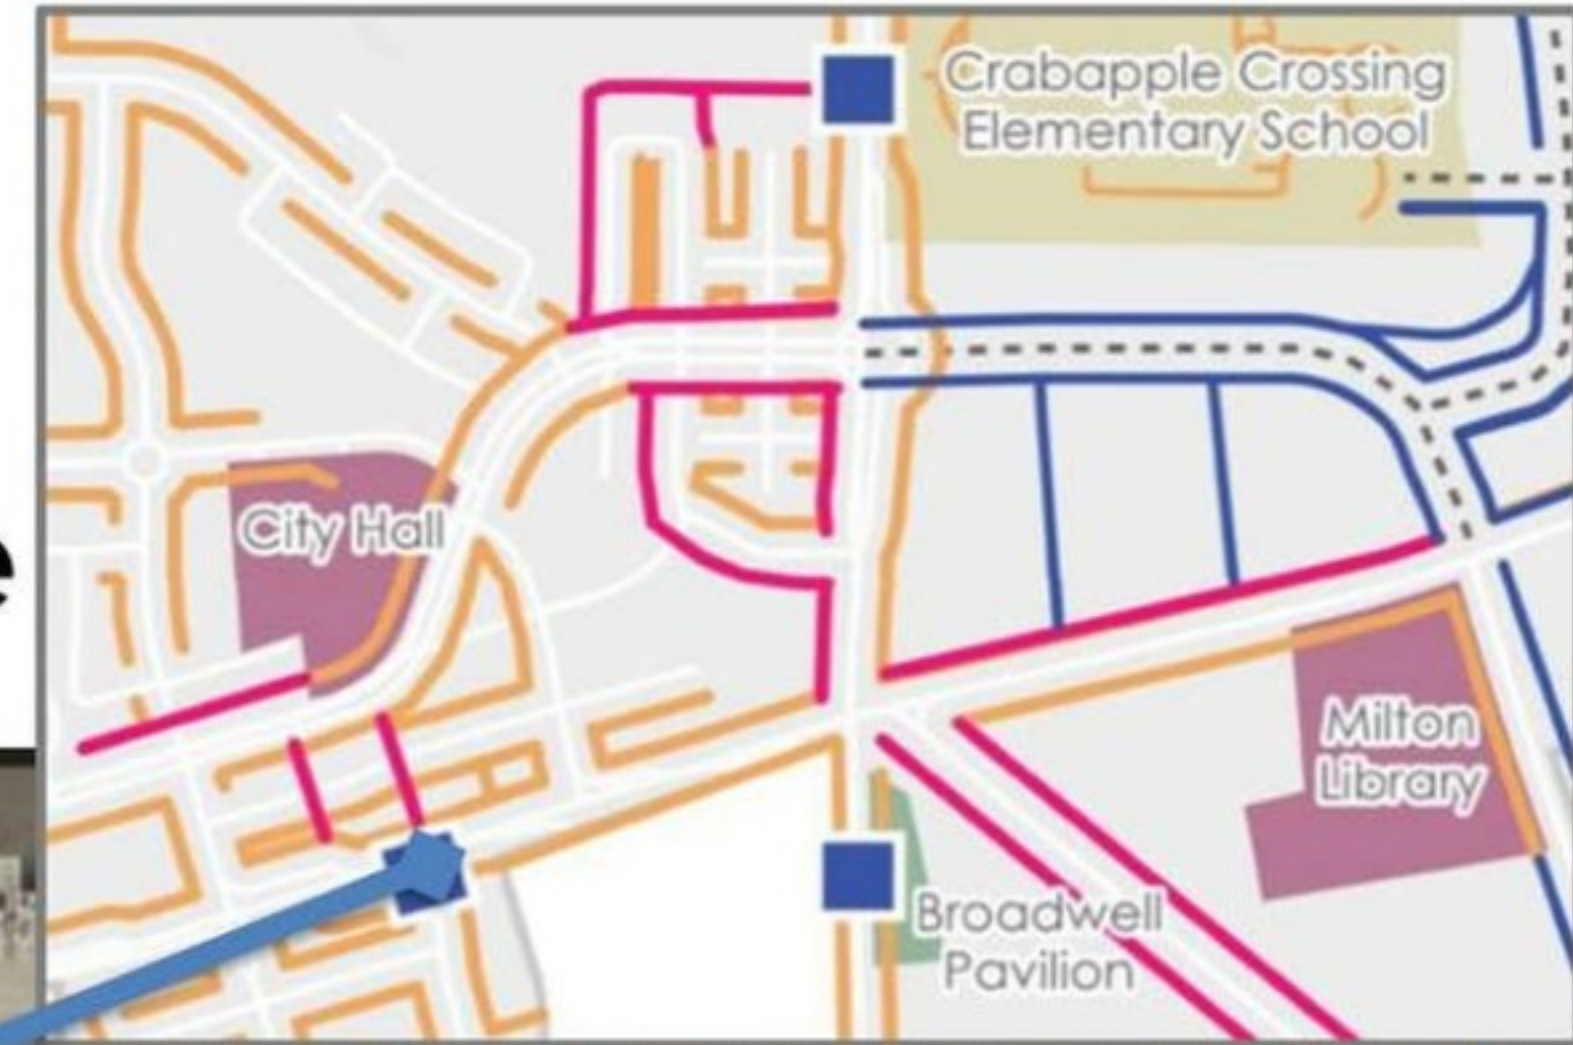 Crabapple Crossing
Elementary School
City Hall
Milton
Library
Broadwell
Pavilion
e